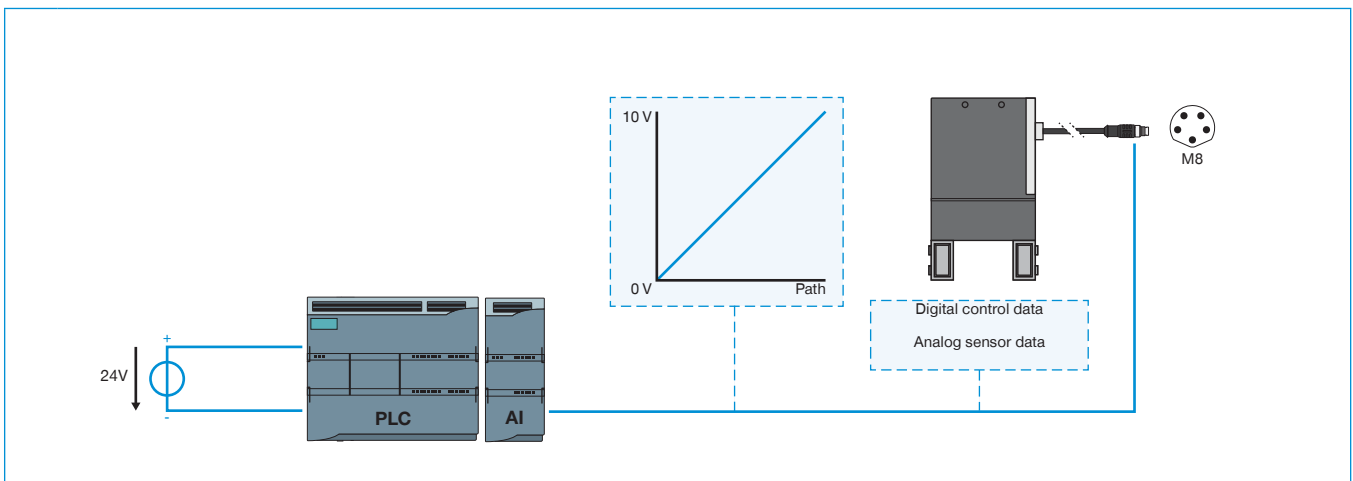 10 V
0 V
Path
M8
Digital control data
Analog sensor data
+
24V
-
PLC
AI